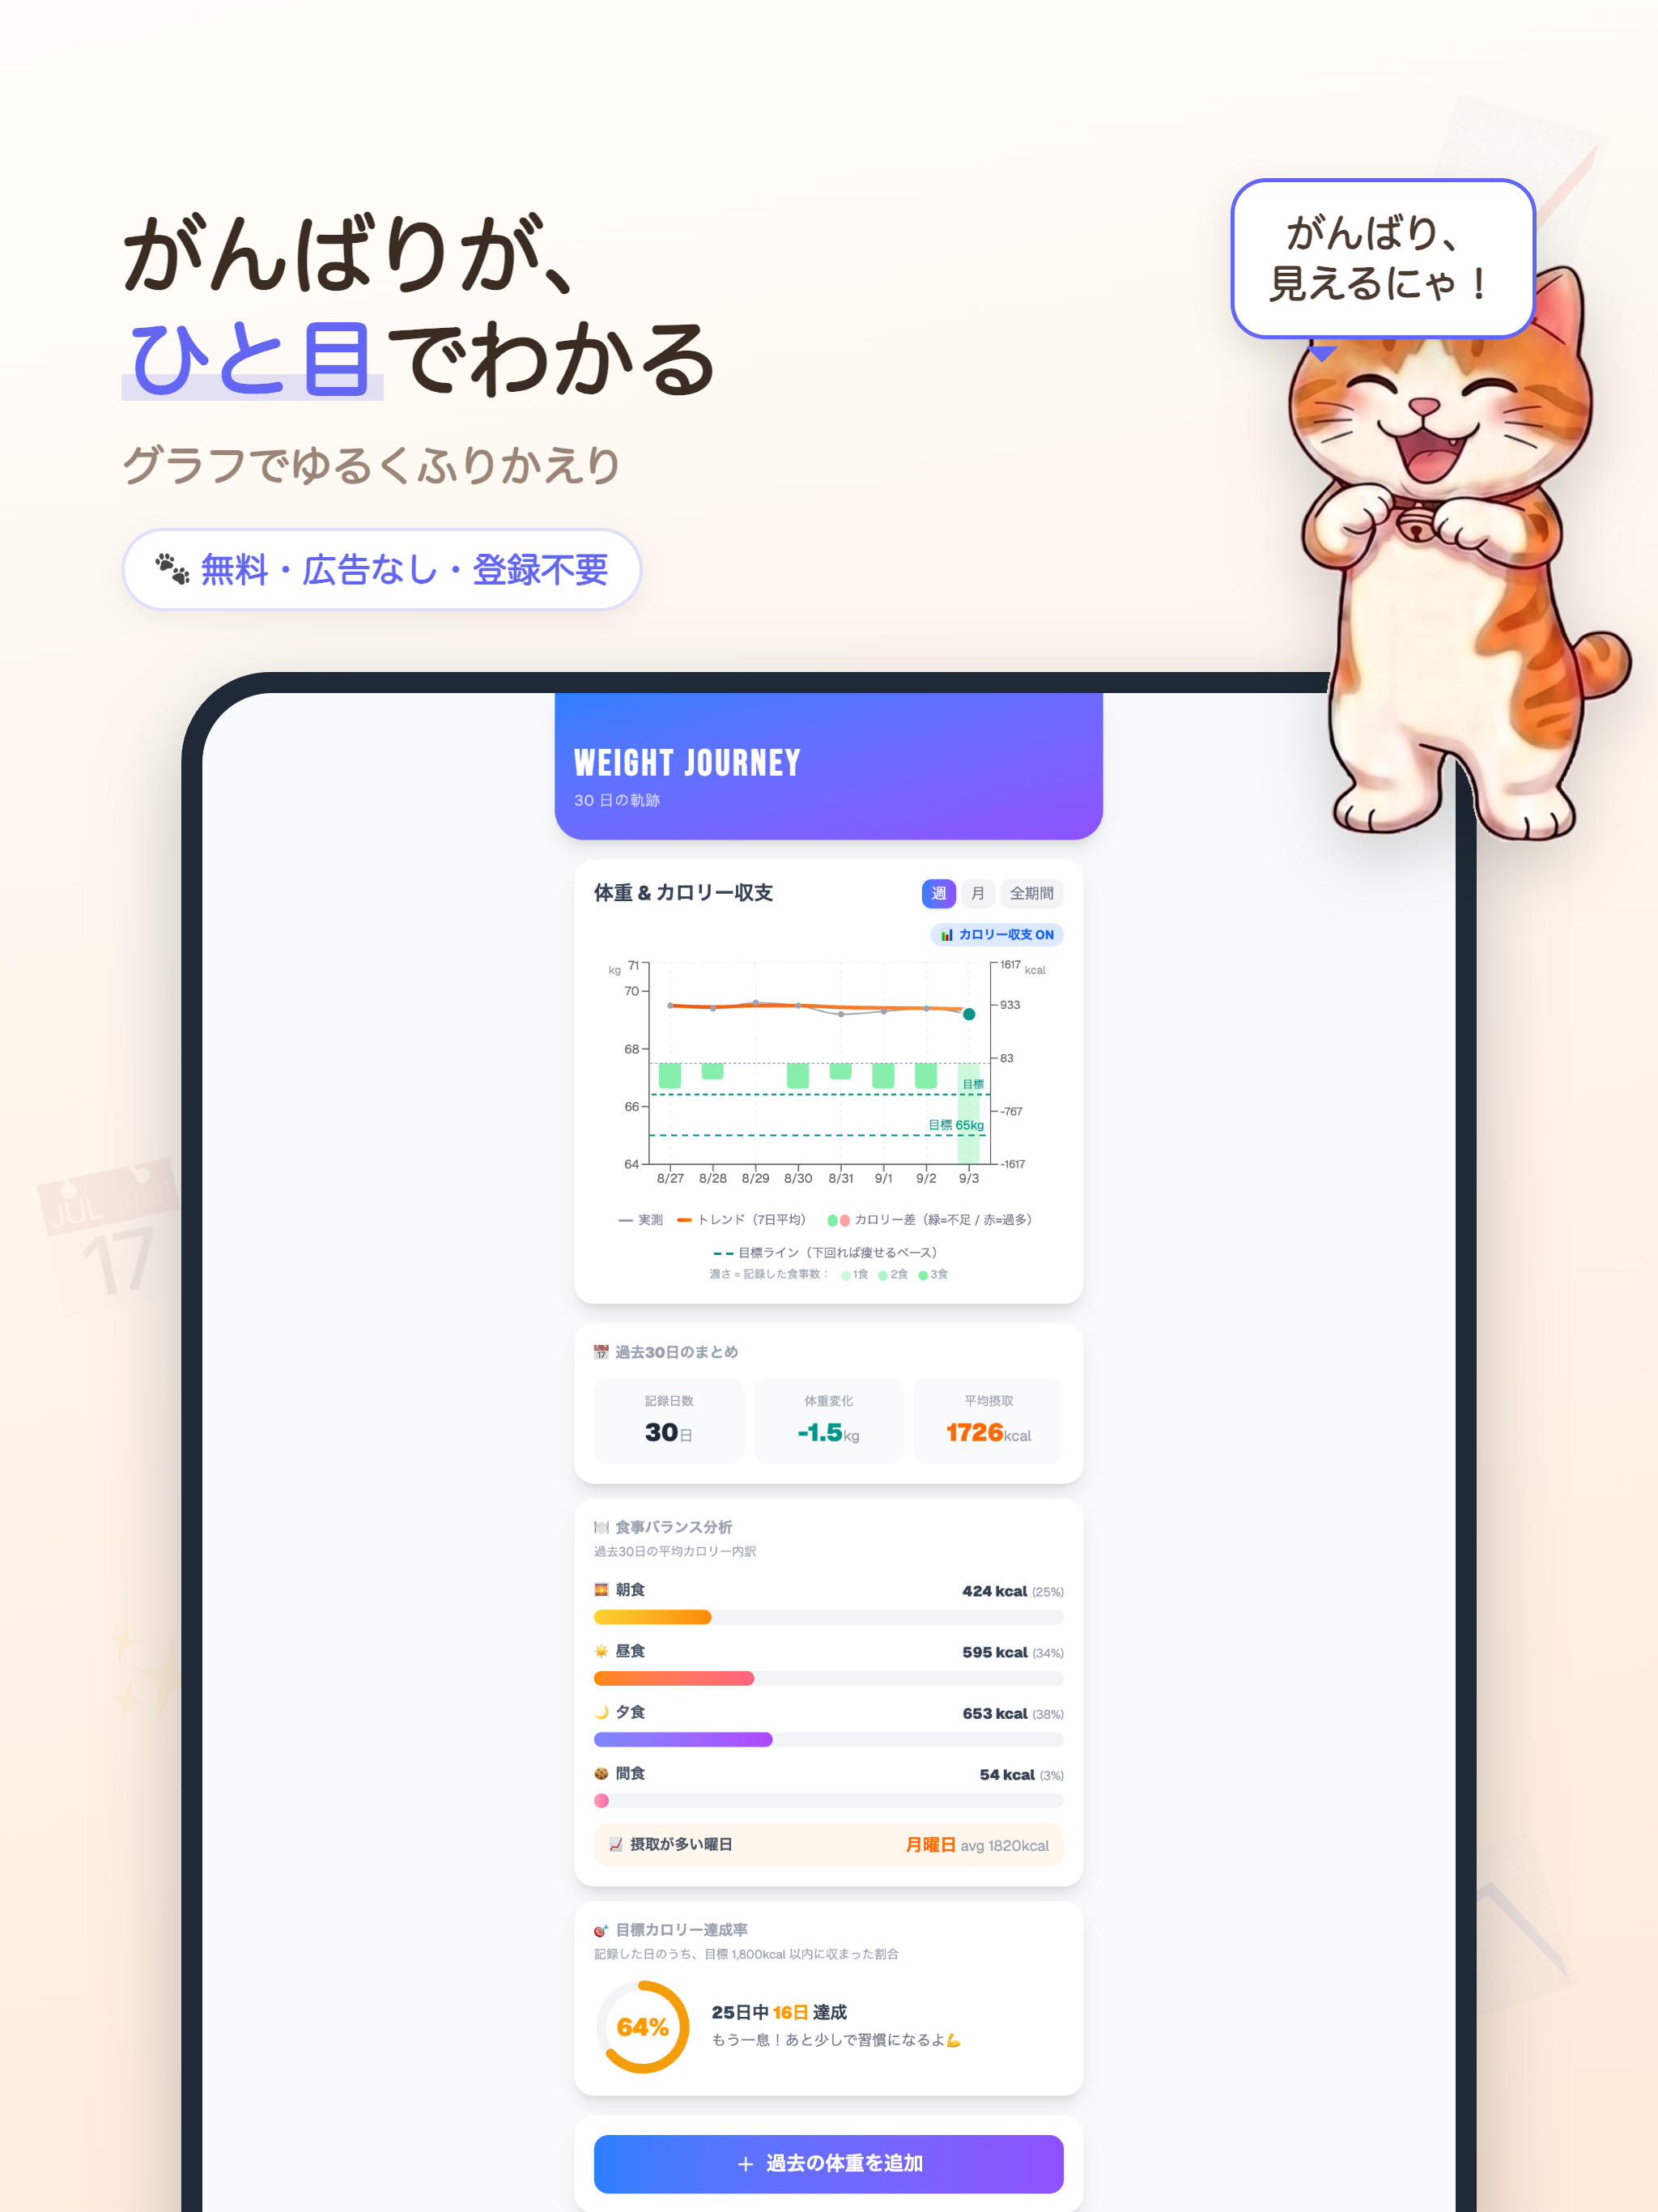 がんばりが、
ひと目でわかる
グラフでゆるくふりかえり
🐾 無料・広告なし・登録不要
がんばり、
見えるにゃ！
WEIGHT JOURNEY
30 日の軌跡
体重 & カロリー収支
週 月 全期間
📊 カロリー収支 ON
kg 71 1617 kcal
70 933
68 83
目標
66 -767
目標 65kg
64 -1617
8/27 8/28 8/29 8/30 8/31 9/1 9/2 9/3
実測 トレンド（7日平均） カロリー差（緑=不足 / 赤=過多）
目標ライン（下回れば痩せるペース）
濃さ = 記録した食事数： 1食 2食 3食
📅 過去30日のまとめ
記録日数 体重変化 平均摂取
30日 -1.5kg 1726kcal
🍽️ 食事バランス分析
過去30日の平均カロリー内訳
🌅 朝食 424 kcal (25%)
☀️ 昼食 595 kcal (34%)
🌙 夕食 653 kcal (38%)
🍪 間食 54 kcal (3%)
📈 摂取が多い曜日 月曜日 avg 1820kcal
🎯 目標カロリー達成率
記録した日のうち、目標 1,800kcal 以内に収まった割合
64%
25日中 16日 達成
もう一息！あと少しで習慣になるよ💪
＋ 過去の体重を追加
JUL
17